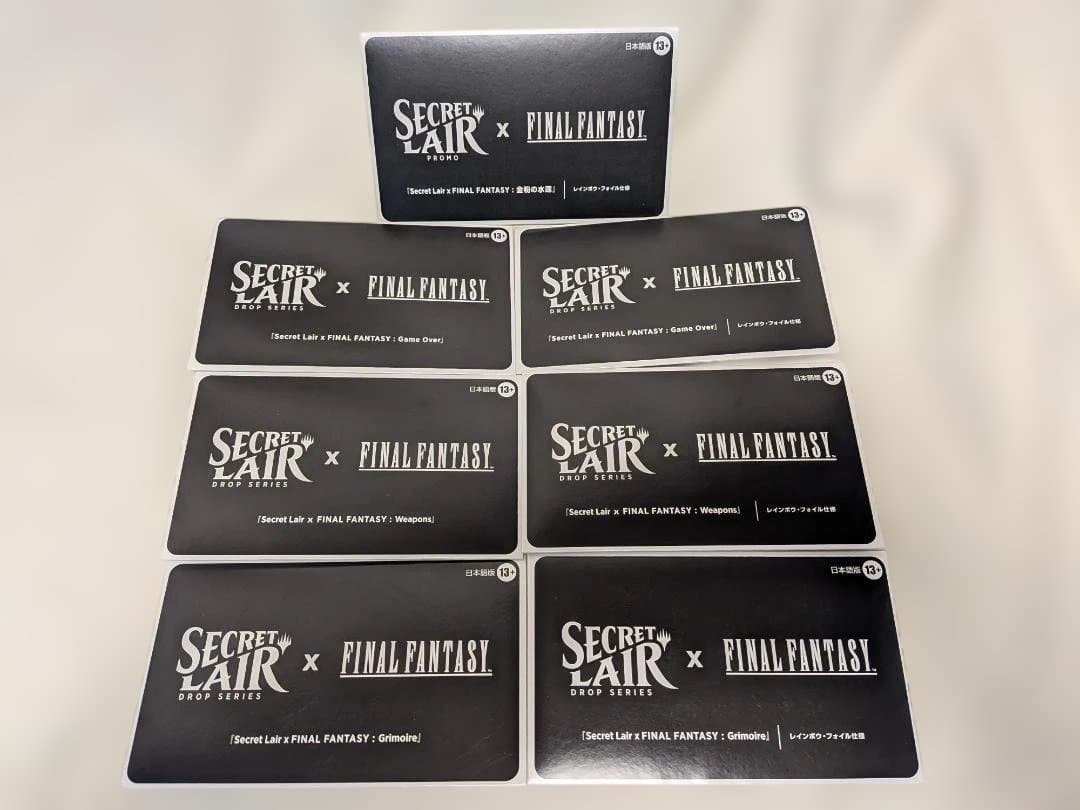 日本語版 13+
SECRET LAIR PROMO x FINAL FANTASY
『Secret Lair x FINAL FANTASY：金粉の水薬』 レインボウ・フォイル仕様
日本語版 13+
SECRET LAIR DROP SERIES x FINAL FANTASY
『Secret Lair x FINAL FANTASY：Game Over』
日本語版 13+
SECRET LAIR DROP SERIES x FINAL FANTASY
『Secret Lair x FINAL FANTASY：Game Over』 レインボウ・フォイル仕様
日本語版 13+
SECRET LAIR DROP SERIES x FINAL FANTASY
『Secret Lair x FINAL FANTASY：Weapons』
日本語版 13+
SECRET LAIR DROP SERIES x FINAL FANTASY
『Secret Lair x FINAL FANTASY：Weapons』 レインボウ・フォイル仕様
日本語版 13+
SECRET LAIR DROP SERIES x FINAL FANTASY
『Secret Lair x FINAL FANTASY：Grimoire』
日本語版 13+
SECRET LAIR DROP SERIES x FINAL FANTASY
『Secret Lair x FINAL FANTASY：Grimoire』 レインボウ・フォイル仕様